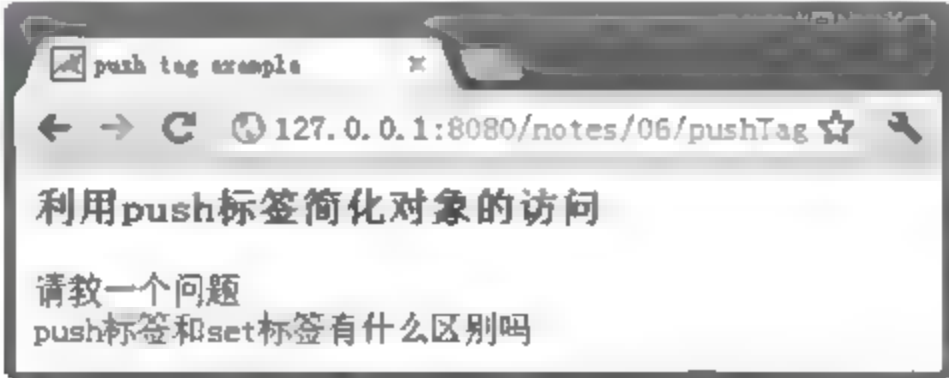 push tag example
127.0.0.1:8080/notes/06/pushTag
利用push标签简化对象的访问
请教一个问题
push标签和set标签有什么区别吗